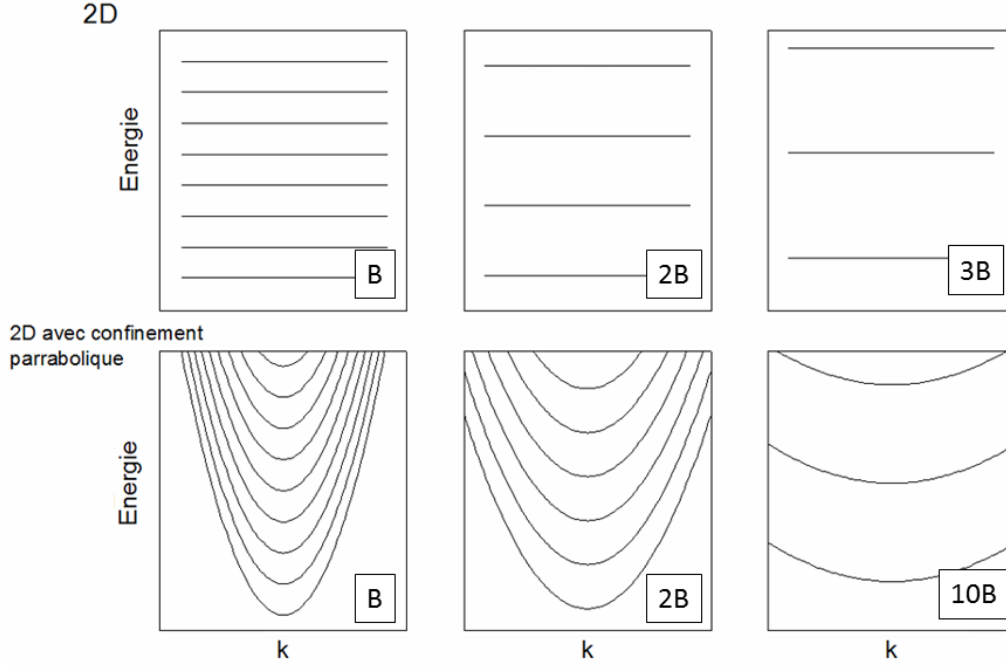 2D
Energie
B
2B
3B
2D avec confinement
parrabolique
Energie
B
2B
10B
k
k
k